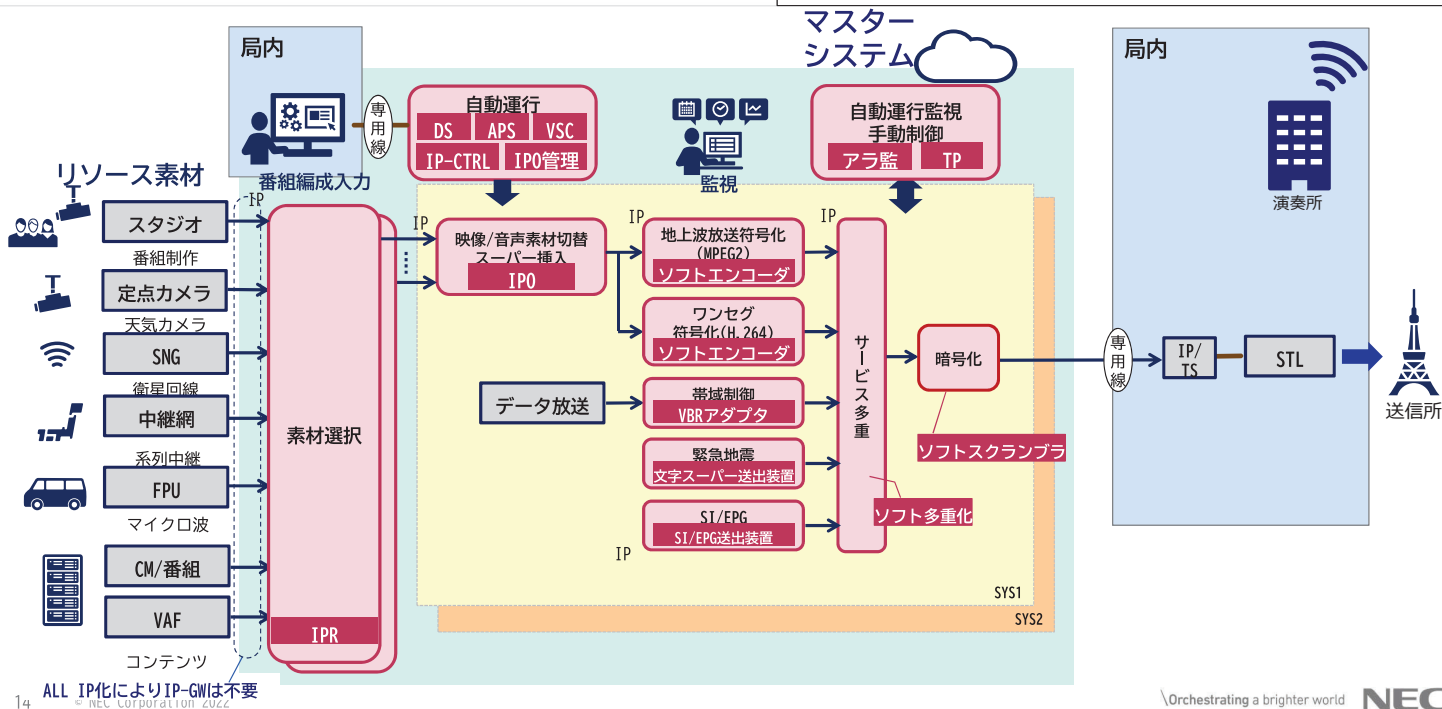 マスター
システム
局内
局内
自動運行
DS
APS
VSC
IP-CTRL
IPO管理
専用線
自動運行監視
手動制御
アラ監
TP
番組編成入力
監視
演奏所
リソース素材
IP
スタジオ
番組制作
定点カメラ
天気カメラ
SNG
衛星回線
中継網
系列中継
FPU
マイクロ波
CM/番組
VAF
コンテンツ
素材選択
IPR
IP
映像/音声素材切替
スーパー挿入
IPO
IP
地上波放送符号化
(MPEG2)
ソフトエンコーダ
ワンセグ
符号化(H.264)
ソフトエンコーダ
データ放送
帯域制御
VBRアダプタ
緊急地震
文字スーパー送出装置
SI/EPG
SI/EPG送出装置
IP
IP
サービス多重
ソフト多重化
暗号化
ソフトスクランブラ
専用線
IP/
TS
STL
送信所
SYS1
SYS2
ALL IP化によりIP-GWは不要
14
© NEC Corporation 2022
\Orchestrating a brighter world
NEC